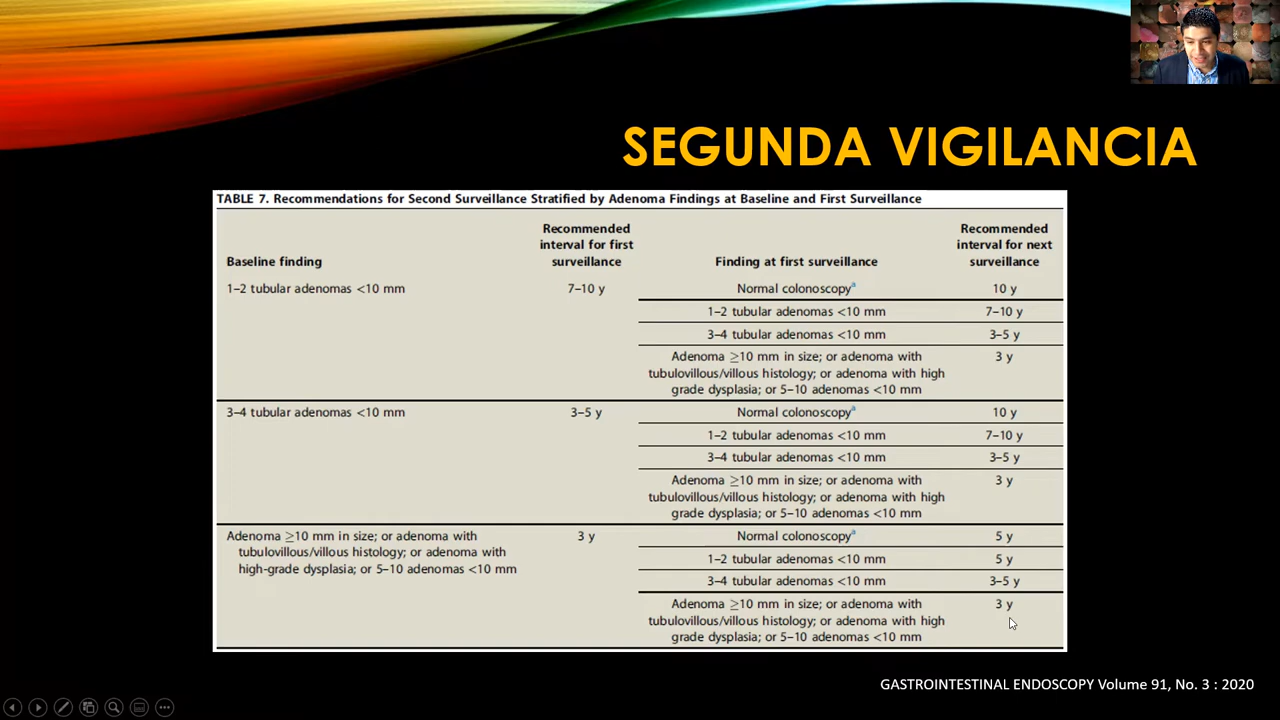 SEGUNDA VIGILANCIA
TABLE 7. Recommendations for Second Surveillance Stratified by Adenoma Findings at Baseline and First Surveillance
Baseline finding
Recommended
interval for first
surveillance
Finding at first surveillance
Recommended
interval for next
surveillance
1–2 tubular adenomas <10 mm
7–10 y
Normal colonoscopyᵃ
10 y
1–2 tubular adenomas <10 mm
7–10 y
3–4 tubular adenomas <10 mm
3–5 y
Adenoma ≥10 mm in size; or adenoma with
tubulovillous/villous histology; or adenoma with high
grade dysplasia; or 5–10 adenomas <10 mm
3 y
3–4 tubular adenomas <10 mm
3–5 y
Normal colonoscopyᵃ
10 y
1–2 tubular adenomas <10 mm
7–10 y
3–4 tubular adenomas <10 mm
3–5 y
Adenoma ≥10 mm in size; or adenoma with
tubulovillous/villous histology; or adenoma with high
grade dysplasia; or 5–10 adenomas <10 mm
3 y
Adenoma ≥10 mm in size; or adenoma with
tubulovillous/villous histology; or adenoma with
high-grade dysplasia; or 5–10 adenomas <10 mm
3 y
Normal colonoscopyᵃ
5 y
1–2 tubular adenomas <10 mm
5 y
3–4 tubular adenomas <10 mm
3–5 y
Adenoma ≥10 mm in size; or adenoma with
tubulovillous/villous histology; or adenoma with high
grade dysplasia; or 5–10 adenomas <10 mm
3 y
GASTROINTESTINAL ENDOSCOPY Volume 91, No. 3 : 2020